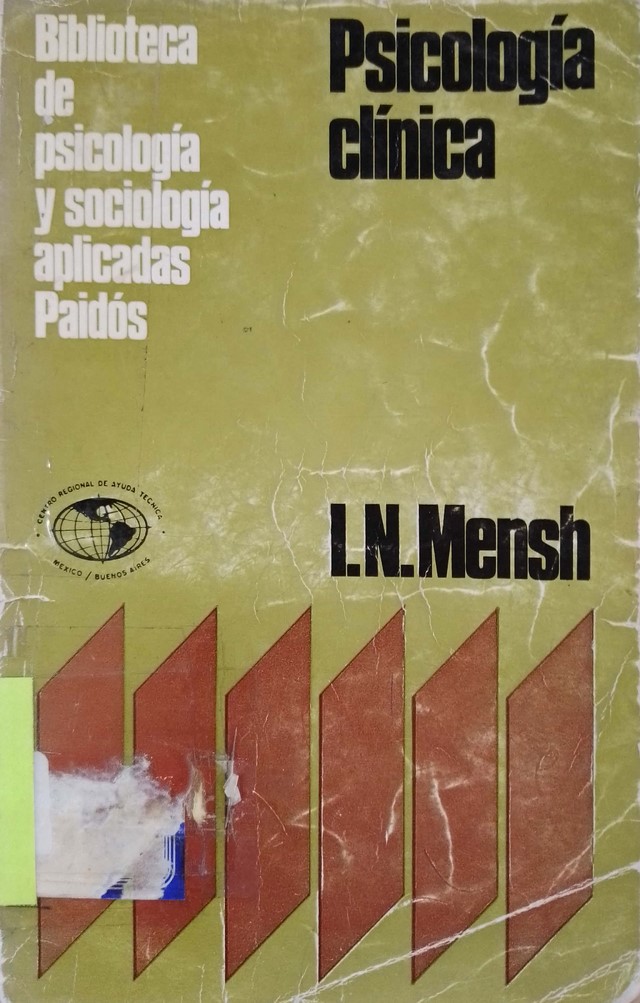 Biblioteca
de
psicología
y sociología
aplicadas
Paidós
Psicología
clínica
CENTRO REGIONAL DE AYUDA TECNICA
MEXICO / BUENOS AIRES
I.N.Mensh